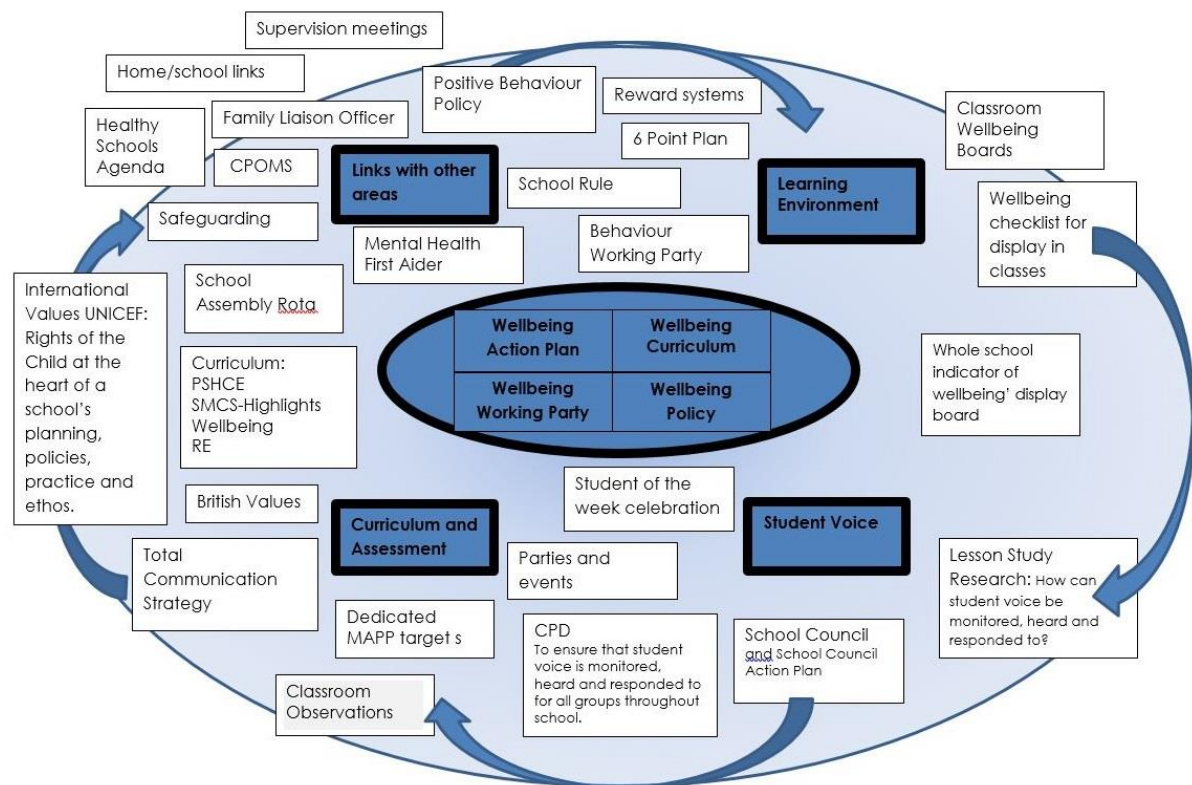 Supervision meetings
Home/school links
Positive Behaviour
Policy
Reward systems
Classroom
Wellbeing
Boards
Healthy
Schools
Agenda
Family Liaison Officer
6 Point Plan
CPOMS
Links with other
areas
School Rule
Learning
Environment
Wellbeing
checklist for
display in
classes
Safeguarding
Mental Health
First Aider
Behaviour
Working Party
International
Values UNICEF:
Rights of the
Child at the
heart of a
school's
planning,
policies,
practice and
ethos.
School
Assembly Rota
Wellbeing
Action Plan
Wellbeing
Curriculum
Wellbeing
Working Party
Wellbeing
Policy
Whole school
indicator of
wellbeing' display
board
Curriculum:
PSHCE
SMCS-Highlights
Wellbeing
RE
British Values
Curriculum and
Assessment
Student of the
week celebration
Student Voice
Total
Communication
Strategy
Parties and
events
Lesson Study
Research: How can
student voice be
monitored, heard and
responded to?
Dedicated
MAPP target s
CPD
To ensure that student
voice is monitored,
heard and responded to
for all groups throughout
school.
School Council
and School Council
Action Plan
Classroom
Observations